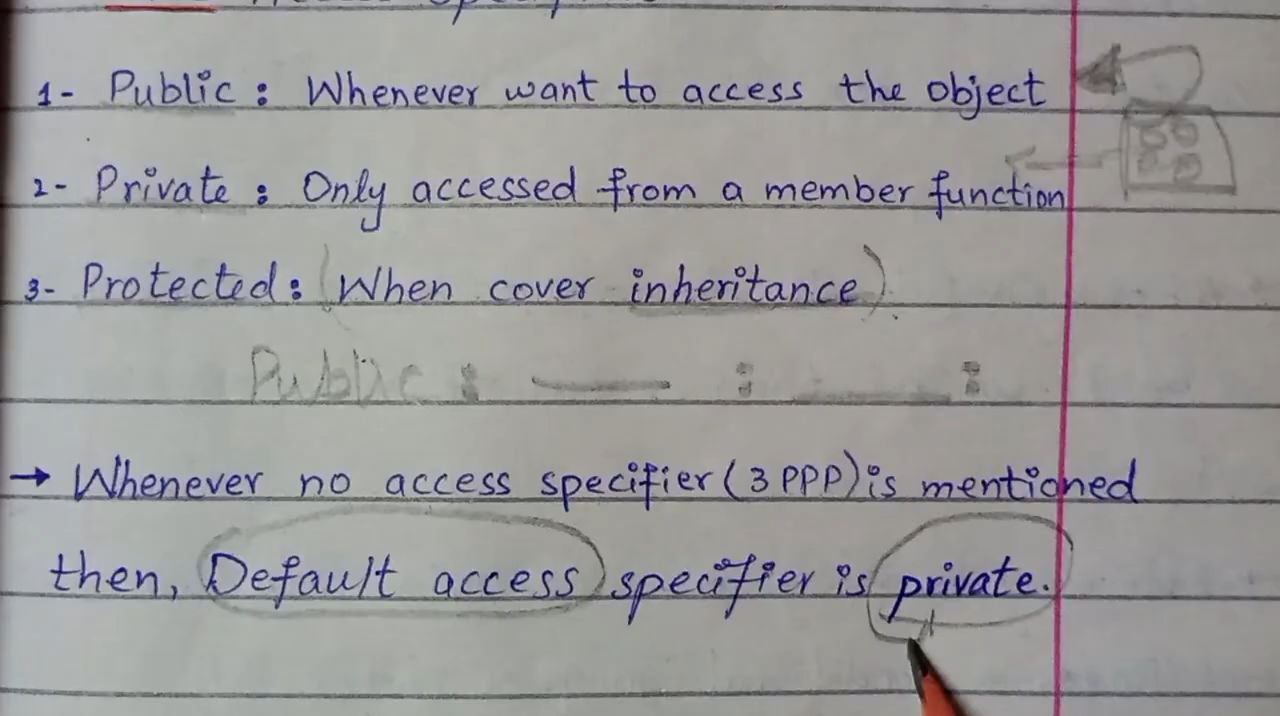 1- Public : Whenever want to access the object
2- Private : Only accessed from a member function
3- Protected : (When cover inheritance)
Public : — : — :
→ Whenever no access specifier (3 PPP) is mentioned
then, Default access specifier is private.